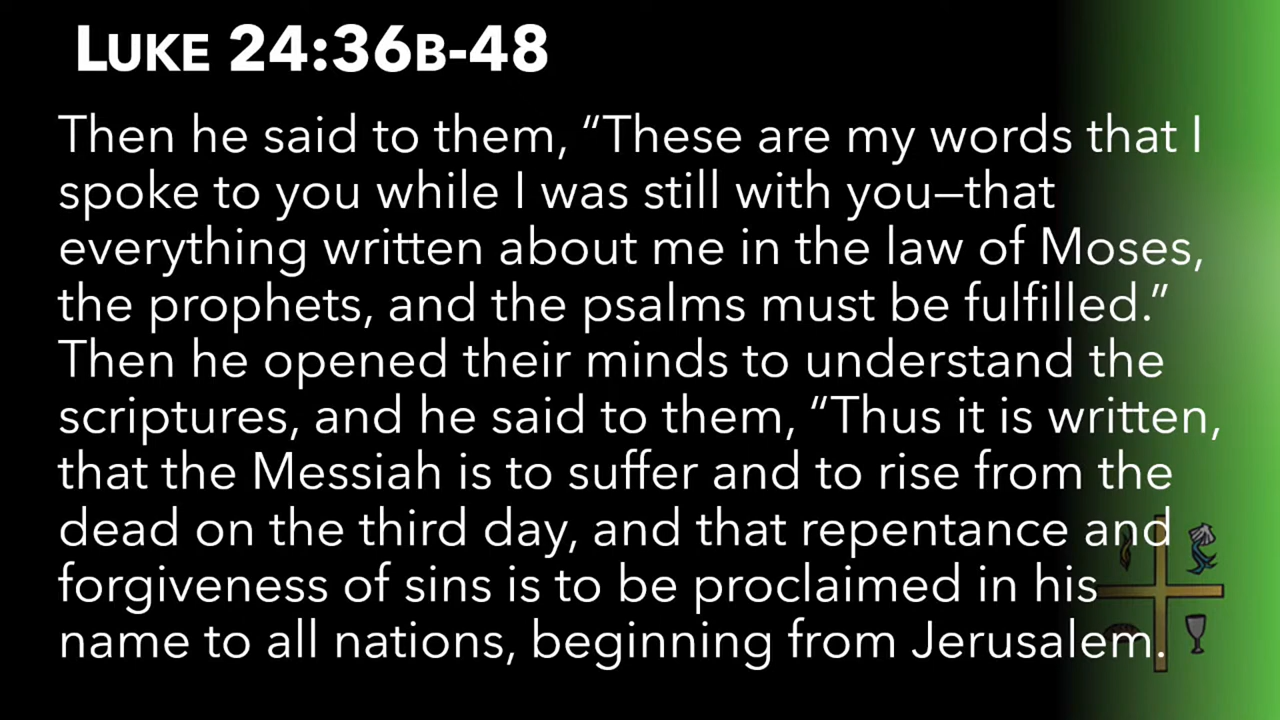 Luke 24:36b-48
Then he said to them, “These are my words that I
spoke to you while I was still with you—that
everything written about me in the law of Moses,
the prophets, and the psalms must be fulfilled.”
Then he opened their minds to understand the
scriptures, and he said to them, “Thus it is written,
that the Messiah is to suffer and to rise from the
dead on the third day, and that repentance and
forgiveness of sins is to be proclaimed in his
name to all nations, beginning from Jerusalem.